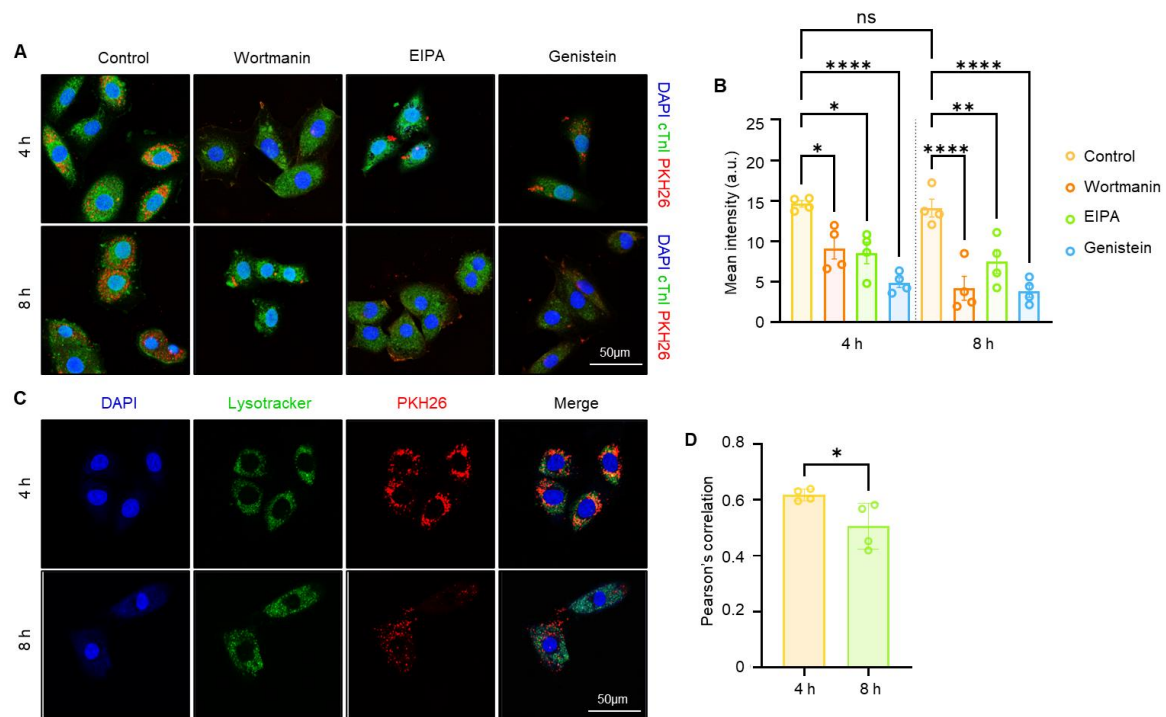 A
Control
Wortmanin
EIPA
Genistein
4 h
DAPI cTnI PKH26
8 h
DAPI cTnI PKH26
50µm
B
ns
****
****
*
**
*
****
Mean intensity (a.u.)
25
20
15
10
5
0
4 h
8 h
Control
Wortmanin
EIPA
Genistein
C
DAPI
Lysotracker
PKH26
Merge
4 h
8 h
50µm
D
*
Pearson's correlation
0.8
0.6
0.4
0.2
0
4 h
8 h